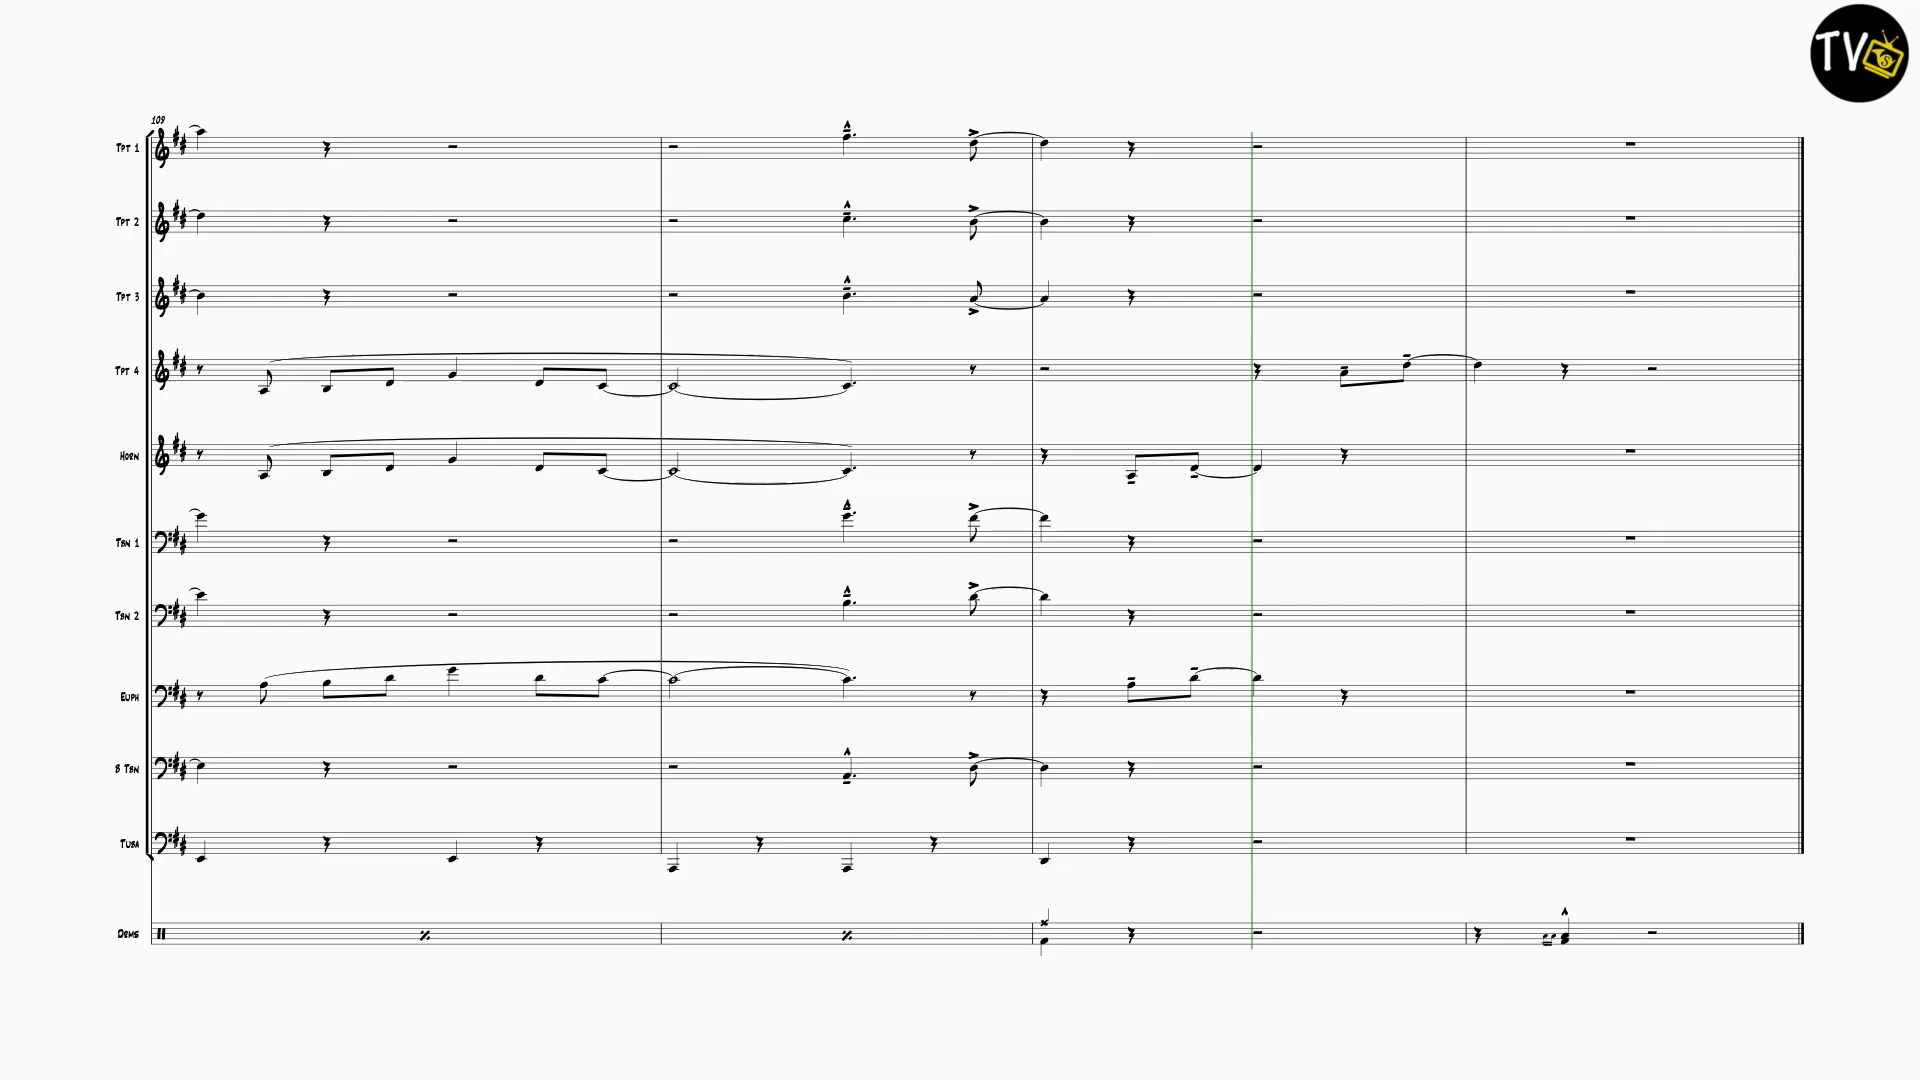 TV
109
Tpt 1
Tpt 2
Tpt 3
Tpt 4
Horn
Tbn 1
Tbn 2
Euph
B Tbn
Tuba
Drms